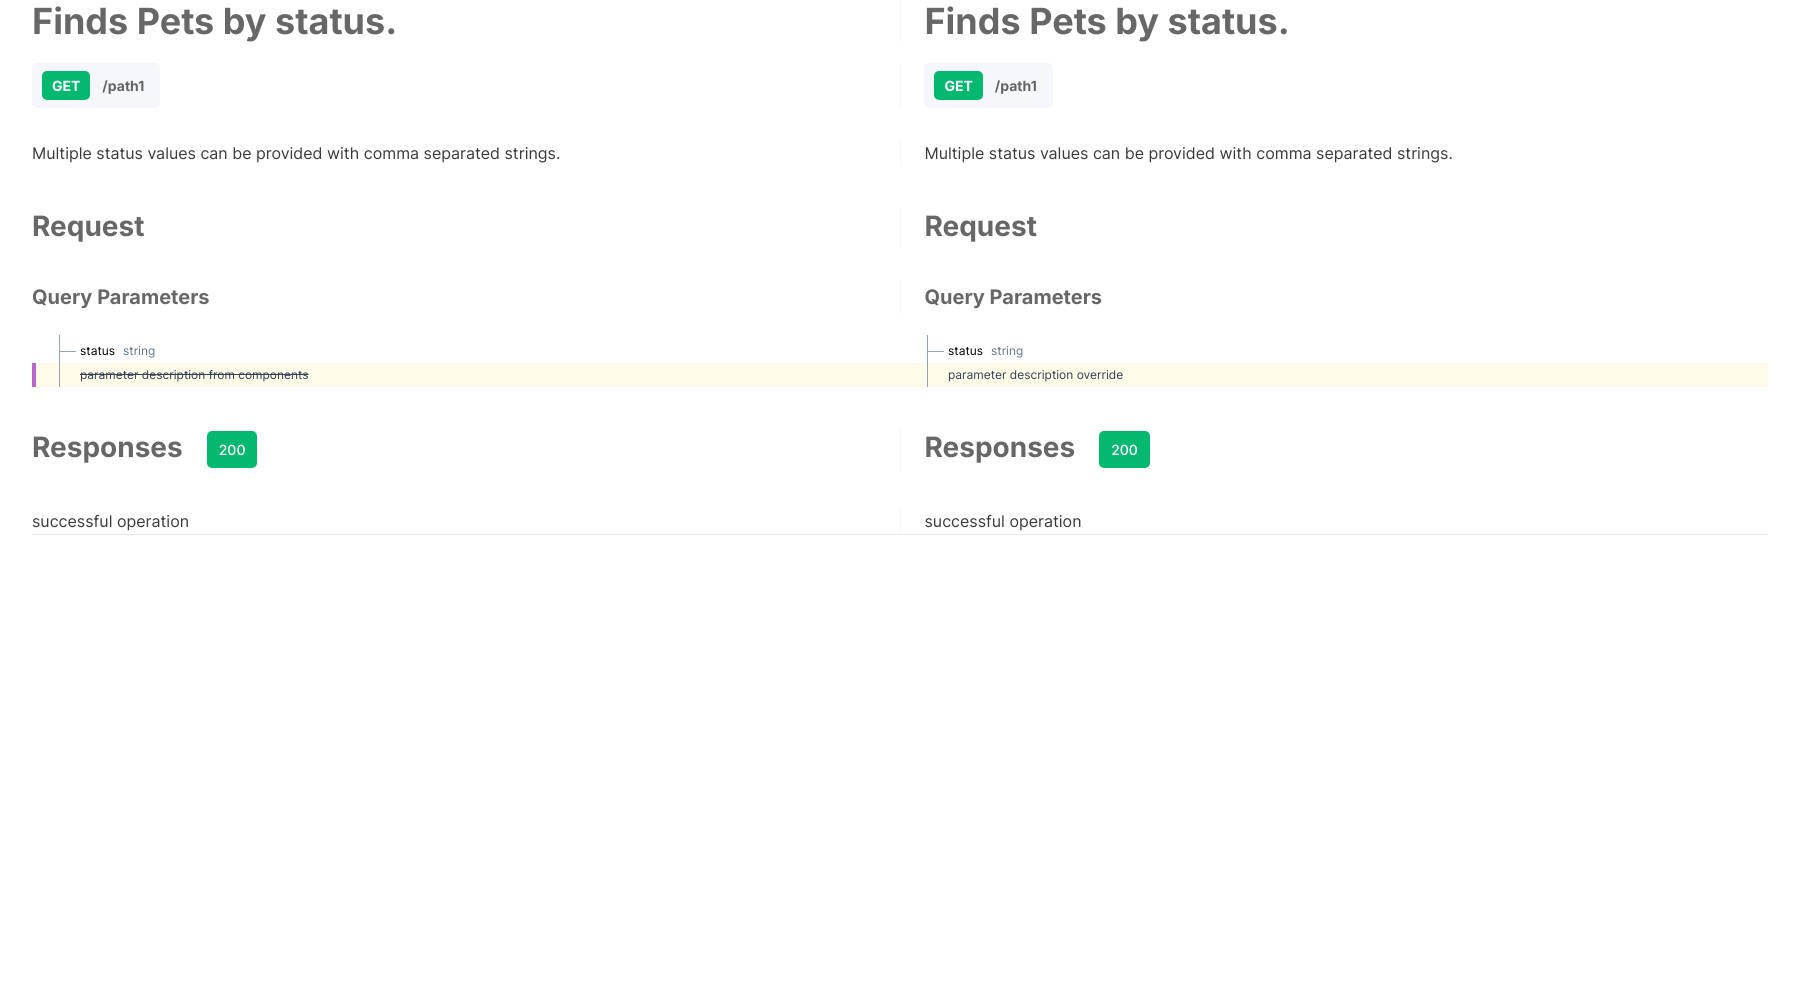 Finds Pets by status.
GET /path1
Multiple status values can be provided with comma separated strings.
Request
Query Parameters
status string
parameter description from components
Responses 200
successful operation
Finds Pets by status.
GET /path1
Multiple status values can be provided with comma separated strings.
Request
Query Parameters
status string
parameter description override
Responses 200
successful operation